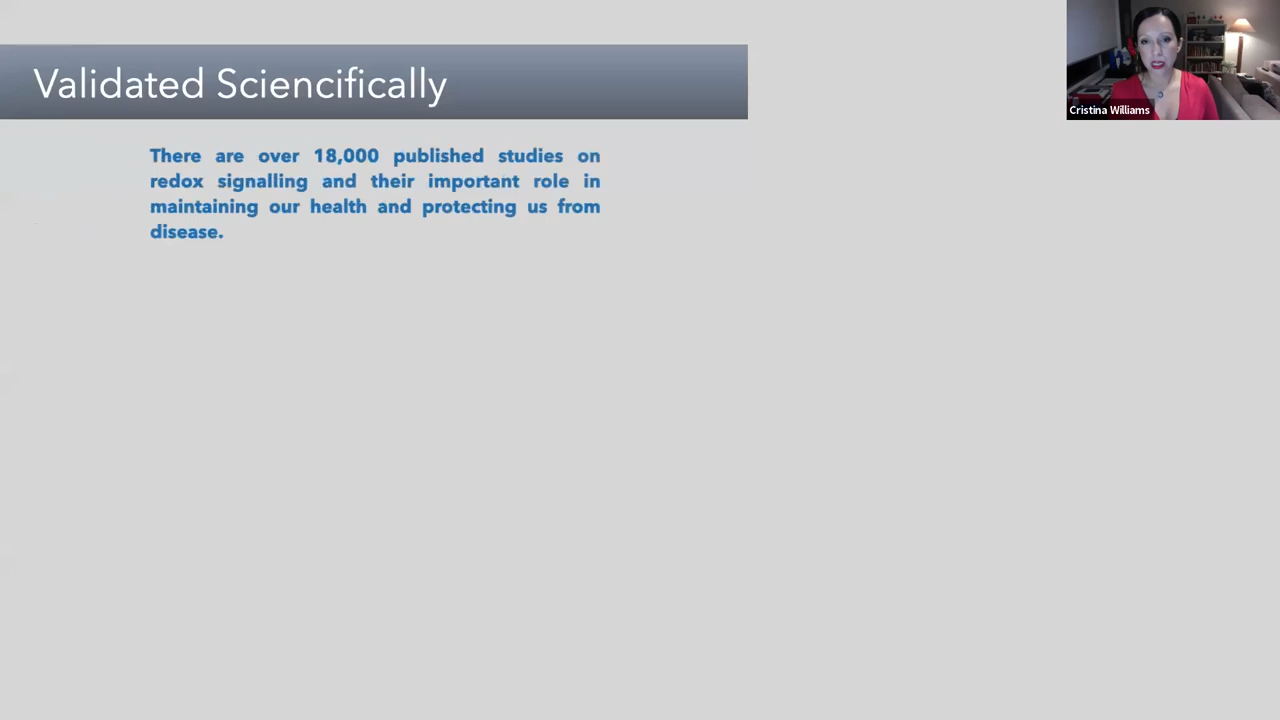 Validated Sciencifically
There are over 18,000 published studies on
redox signalling and their important role in
maintaining our health and protecting us from
disease.
Cristina Williams